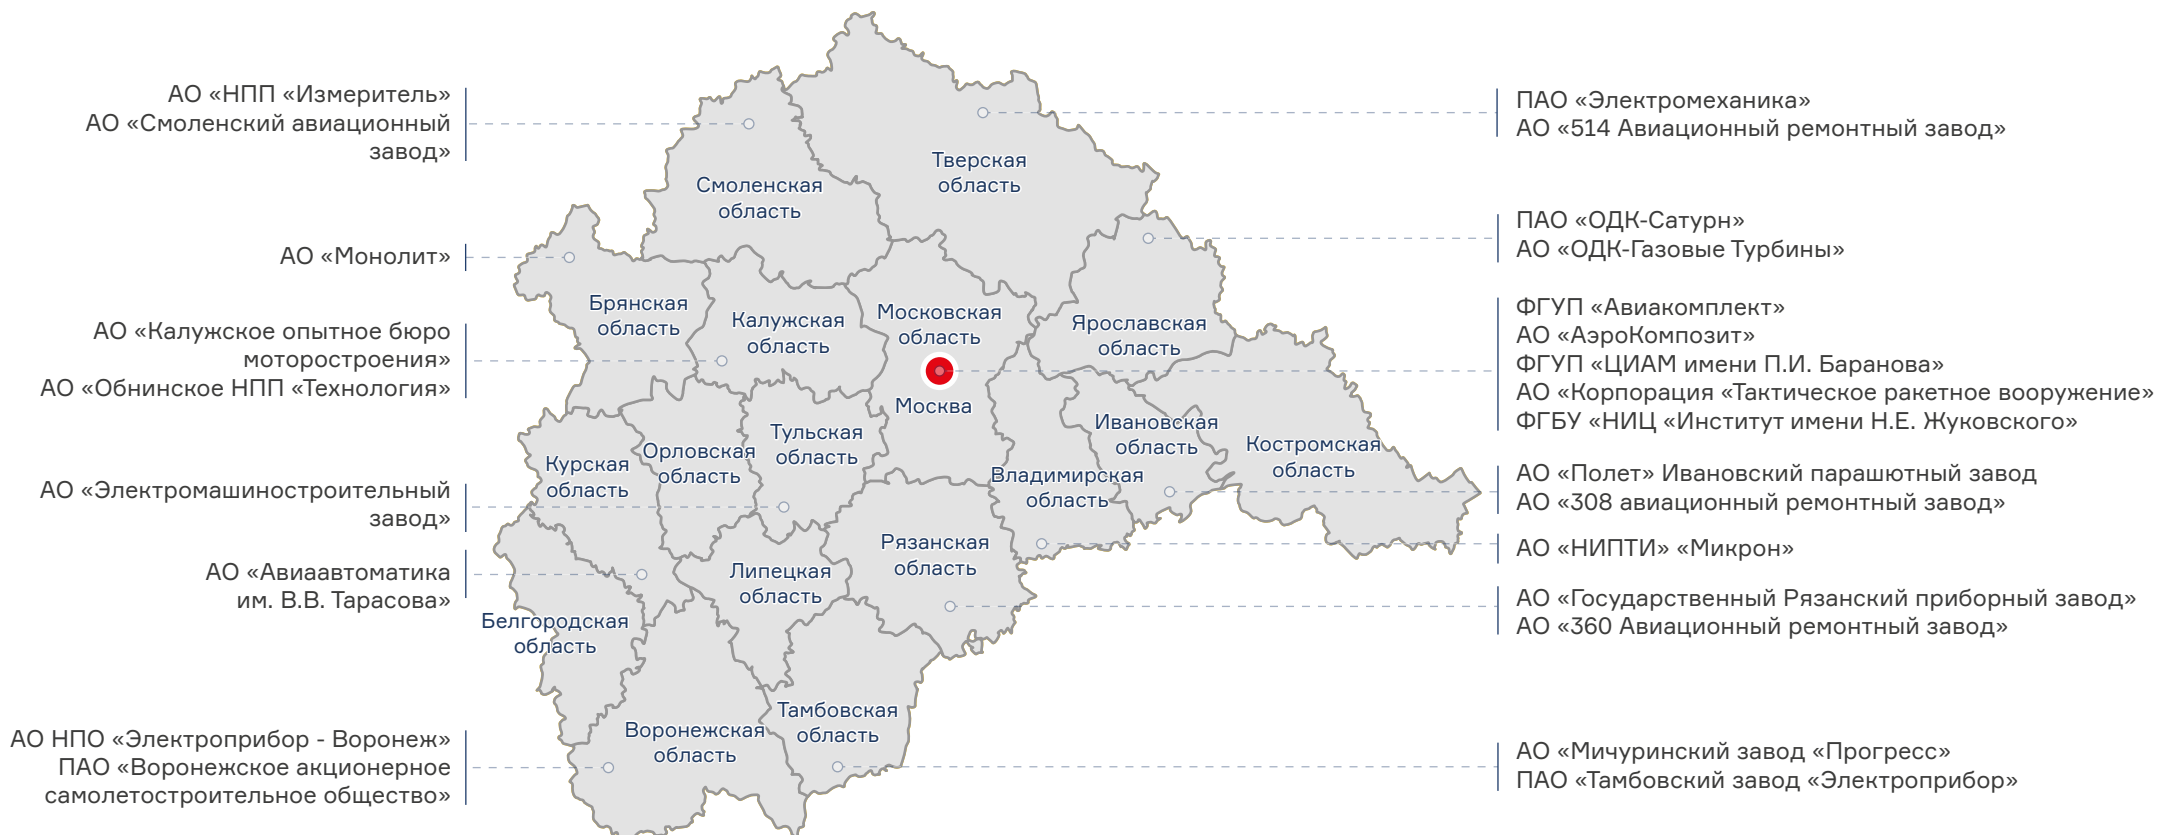 АО «НПП «Измеритель»
АО «Смоленский авиационный
завод»
АО «Монолит»
АО «Калужское опытное бюро
моторостроения»
АО «Обнинское НПП «Технология»
АО «Электромашиностроительный
завод»
АО «Авиаавтоматика
им. В.В. Тарасова»
АО НПО «Электроприбор - Воронеж»
ПАО «Воронежское акционерное
самолетостроительное общество»
Тверская
область
Смоленская
область
Брянская
область
Калужская
область
Московская
область
Ярославская
область
Москва
Ивановская
область
Костромская
область
Тульская
область
Орловская
область
Курская
область
Владимирская
область
Рязанская
область
Липецкая
область
Белгородская
область
Тамбовская
область
Воронежская
область
ПАО «Электромеханика»
АО «514 Авиационный ремонтный завод»
ПАО «ОДК-Сатурн»
АО «ОДК-Газовые Турбины»
ФГУП «Авиакомплект»
АО «АэроКомпозит»
ФГУП «ЦИАМ имени П.И. Баранова»
АО «Корпорация «Тактическое ракетное вооружение»
ФГБУ «НИЦ «Институт имени Н.Е. Жуковского»
АО «Полет» Ивановский парашютный завод
АО «308 авиационный ремонтный завод»
АО «НИПТИ» «Микрон»
АО «Государственный Рязанский приборный завод»
АО «360 Авиационный ремонтный завод»
АО «Мичуринский завод «Прогресс»
ПАО «Тамбовский завод «Электроприбор»